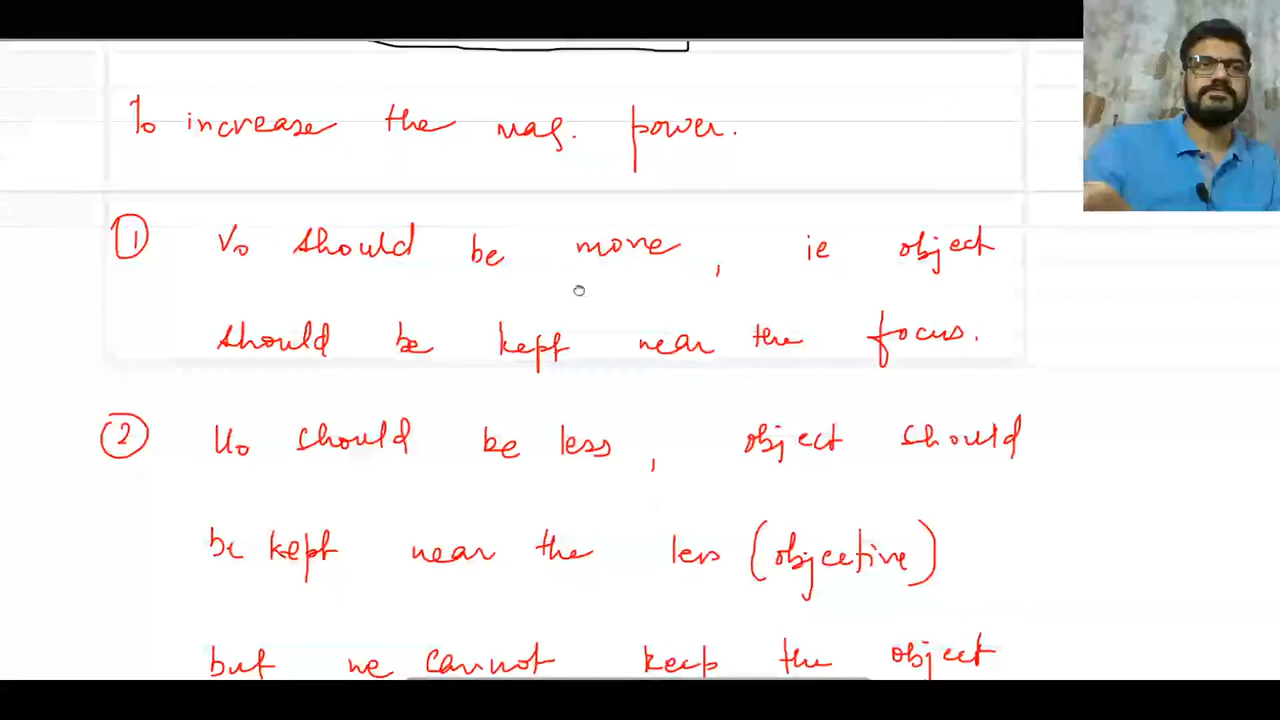 To increase the mag. power.
① Vo should be more, ie object
should be kept near the focus.
② Uo should be less, object should
be kept near the lens (objective)
but we cannot keep the object